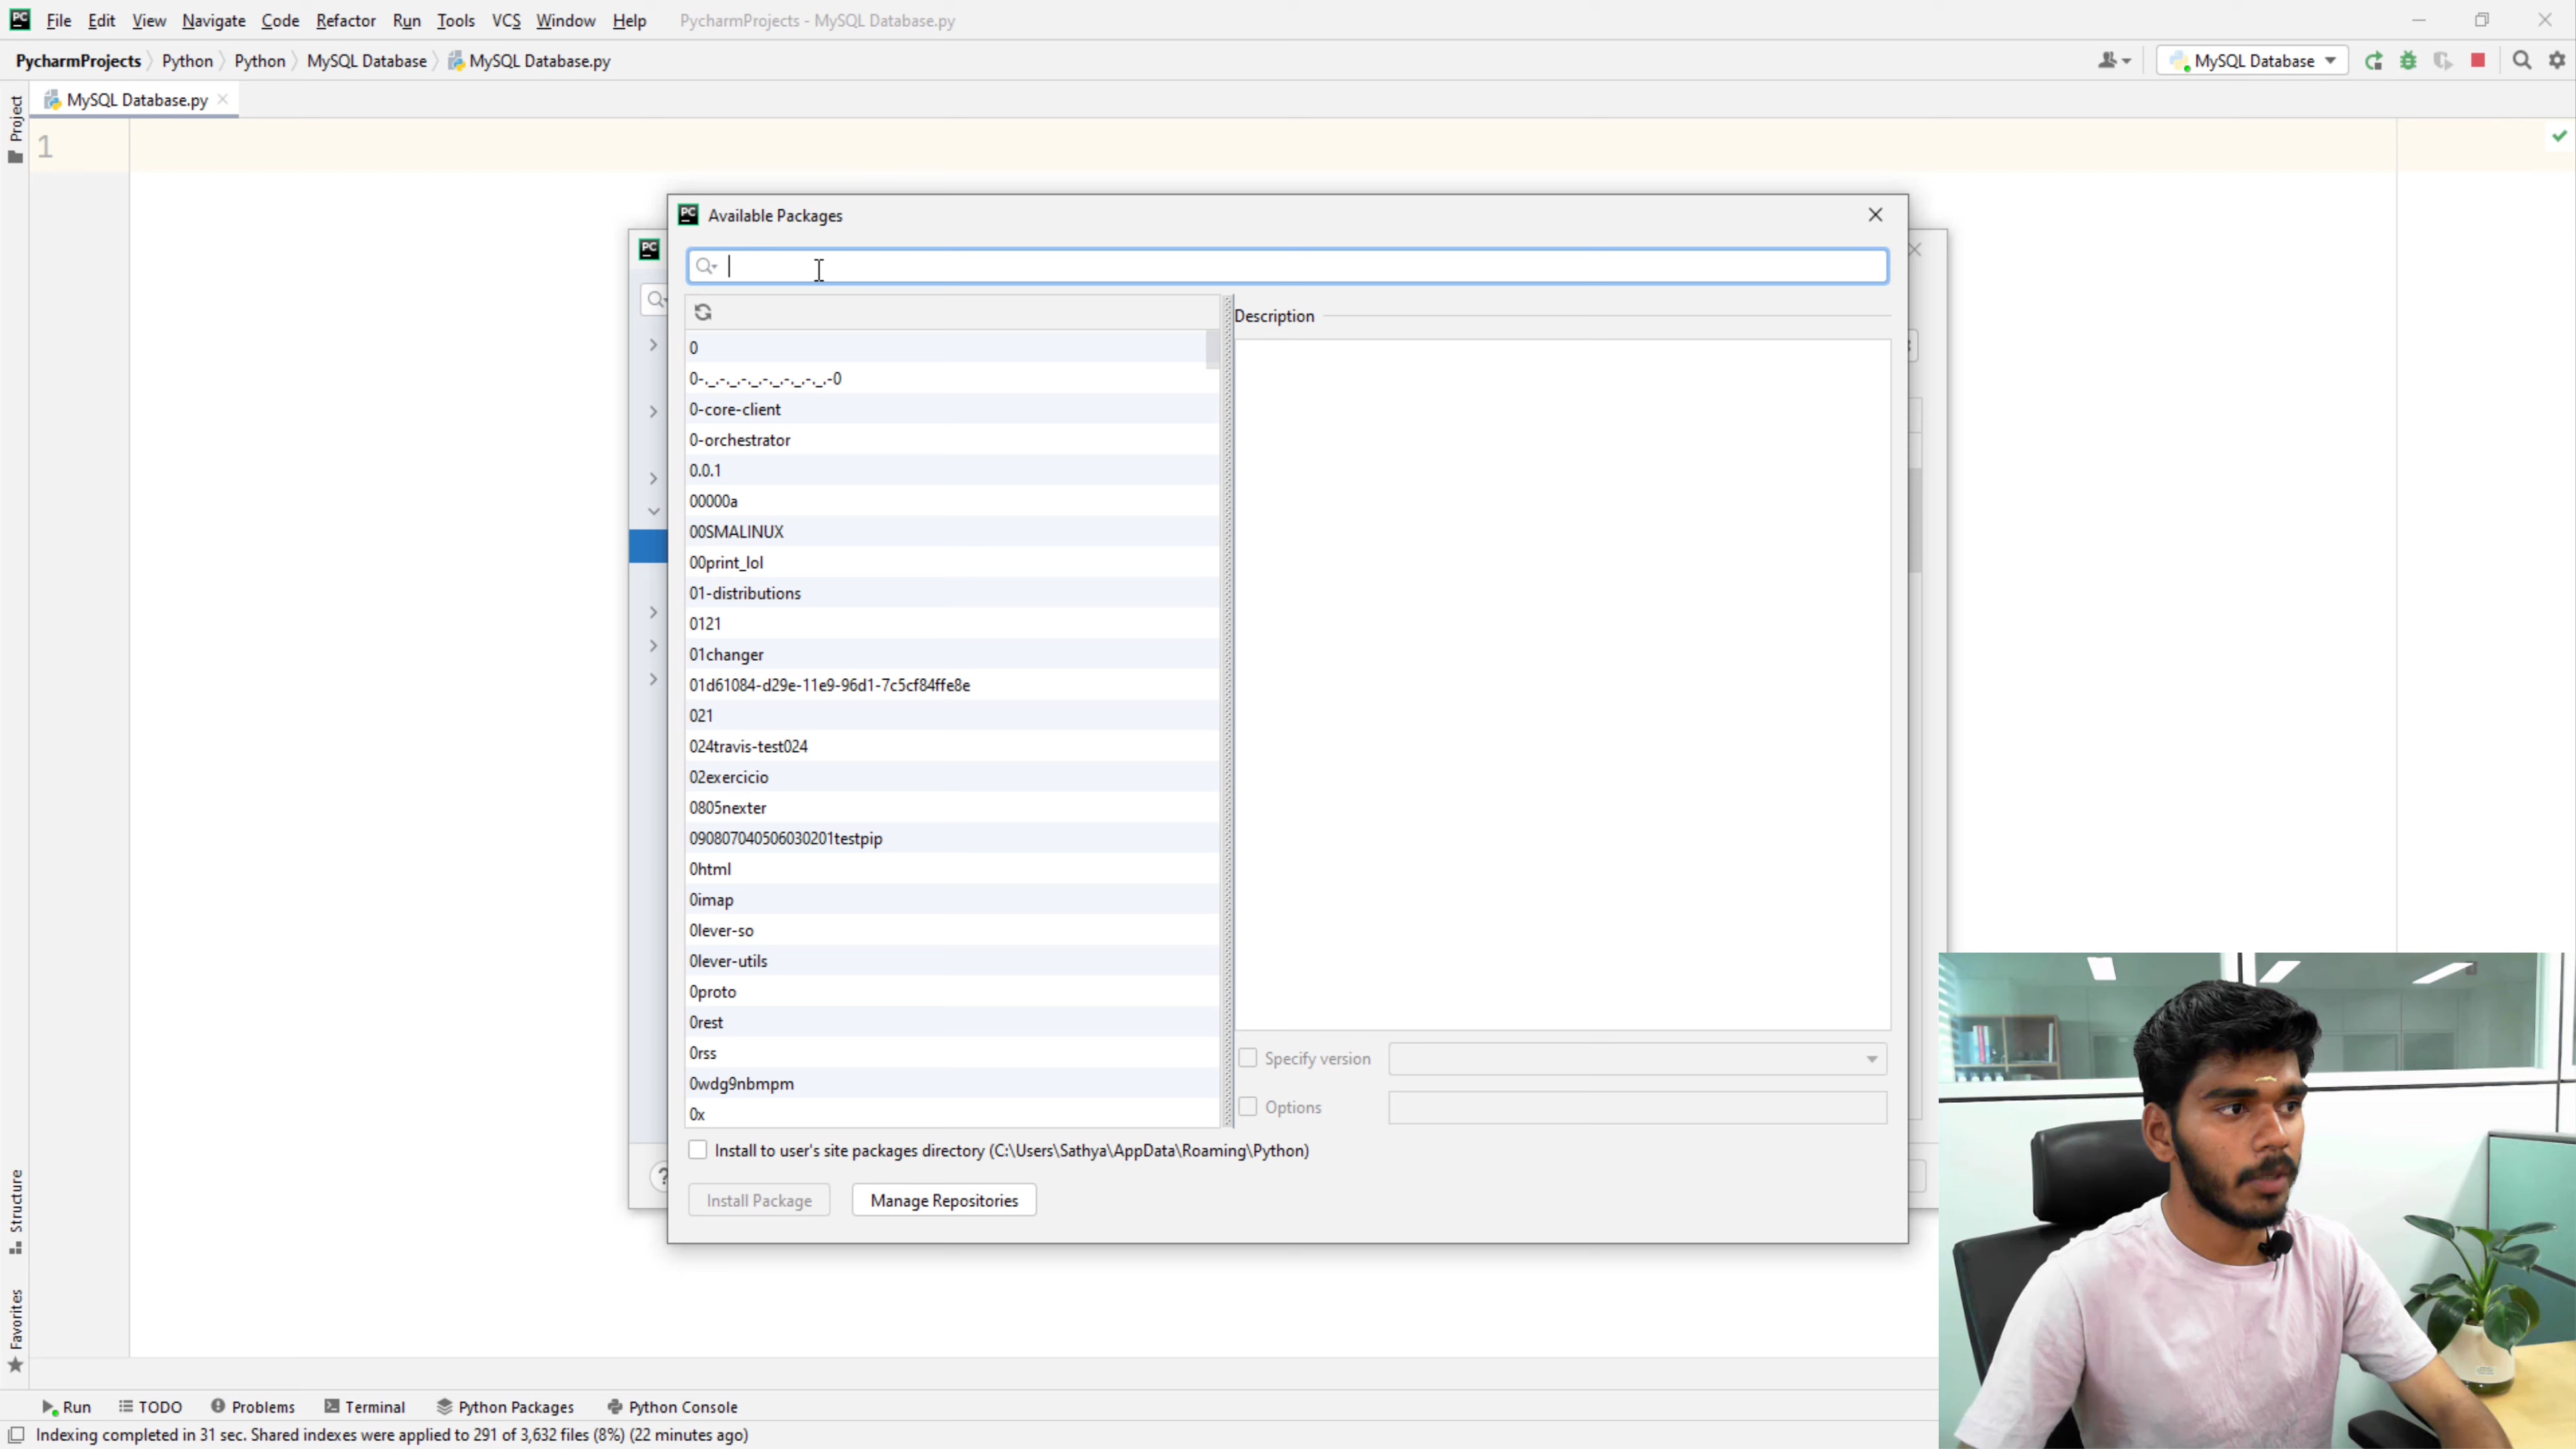 PC File Edit View Navigate Code Refactor Run Tools VCS Window Help PycharmProjects - MySQL Database.py
PycharmProjects Python Python MySQL Database MySQL Database.py MySQL Database
MySQL Database.py
Project
1
PC Available Packages
PC
Description
0
0-._.-._.-._.-._.-._.-._.-0
0-core-client
0-orchestrator
0.0.1
00000a
00SMALINUX
00print_lol
01-distributions
0121
01changer
01d61084-d29e-11e9-96d1-7c5cf84ffe8e
021
024travis-test024
02exercicio
0805nexter
090807040506030201testpip
0html
0imap
0lever-so
0lever-utils
0proto
0rest
0rss
0wdg9nbmpm
0x
Specify version
Options
Install to user's site packages directory (C:\Users\Sathya\AppData\Roaming\Python)
?
Install Package Manage Repositories
Structure
Favorites
Run TODO Problems Terminal Python Packages Python Console
Indexing completed in 31 sec. Shared indexes were applied to 291 of 3,632 files (8%) (22 minutes ago)